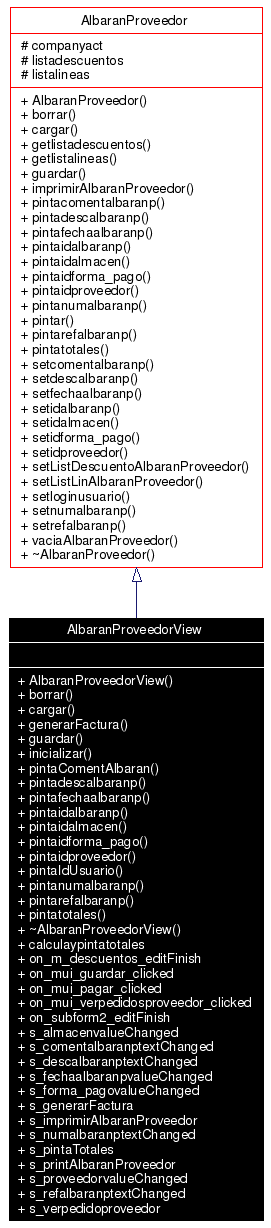 AlbaranProveedor
# companyact
# listadescuentos
# listalineas
+ AlbaranProveedor()
+ borrar()
+ cargar()
+ getlistadescuentos()
+ getlistalineas()
+ guardar()
+ imprimirAlbaranProveedor()
+ pintacomentalbaranp()
+ pintadescalbaranp()
+ pintafechaalbaranp()
+ pintaidalbaranp()
+ pintaidalmacen()
+ pintaidforma_pago()
+ pintaidproveedor()
+ pintanumalbaranp()
+ pintar()
+ pintarefalbaranp()
+ pintatotales()
+ setcomentalbaranp()
+ setdescalbaranp()
+ setfechaalbaranp()
+ setidalbaranp()
+ setidalmacen()
+ setidforma_pago()
+ setidproveedor()
+ setListDescuentoAlbaranProveedor()
+ setListLinAlbaranProveedor()
+ setloginusuario()
+ setnumalbaranp()
+ setrefalbaranp()
+ vaciaAlbaranProveedor()
+ ~AlbaranProveedor()
AlbaranProveedorView
+ AlbaranProveedorView()
+ borrar()
+ cargar()
+ generarFactura()
+ guardar()
+ inicializar()
+ pintaComentAlbaran()
+ pintadescalbaranp()
+ pintafechaalbaranp()
+ pintaidalbaranp()
+ pintaidalmacen()
+ pintaidforma_pago()
+ pintaidproveedor()
+ pintaIdUsuario()
+ pintanumalbaranp()
+ pintarefalbaranp()
+ pintatotales()
+ ~AlbaranProveedorView()
+ calculaypintatotales
+ on_m_descuentos_editFinish
+ on_mui_guardar_clicked
+ on_mui_pagar_clicked
+ on_mui_verpedidosproveedor_clicked
+ on_subform2_editFinish
+ s_almacenvalueChanged
+ s_comentalbaranptextChanged
+ s_descalbaranptextChanged
+ s_fechaalbaranpvalueChanged
+ s_forma_pagovalueChanged
+ s_generarFactura
+ s_imprimirAlbaranProveedor
+ s_numalbaranptextChanged
+ s_pintaTotales
+ s_printAlbaranProveedor
+ s_proveedorvalueChanged
+ s_refalbaranptextChanged
+ s_verpedidoproveedor